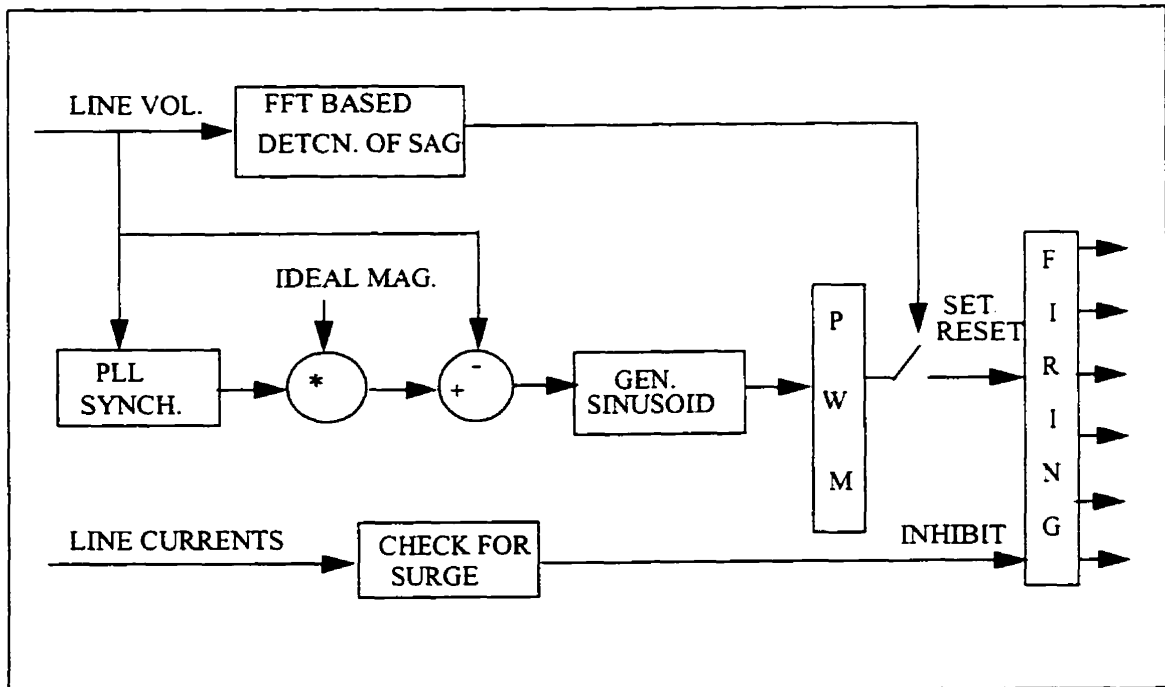 LINE VOL.
FFT BASED
DETCN. OF SAG
IDEAL MAG.
PLL
SYNCH.
*
+
-
GEN.
SINUSOID
P
W
M
SET
RESET
F
I
R
I
N
G
LINE CURRENTS
CHECK FOR
SURGE
INHIBIT